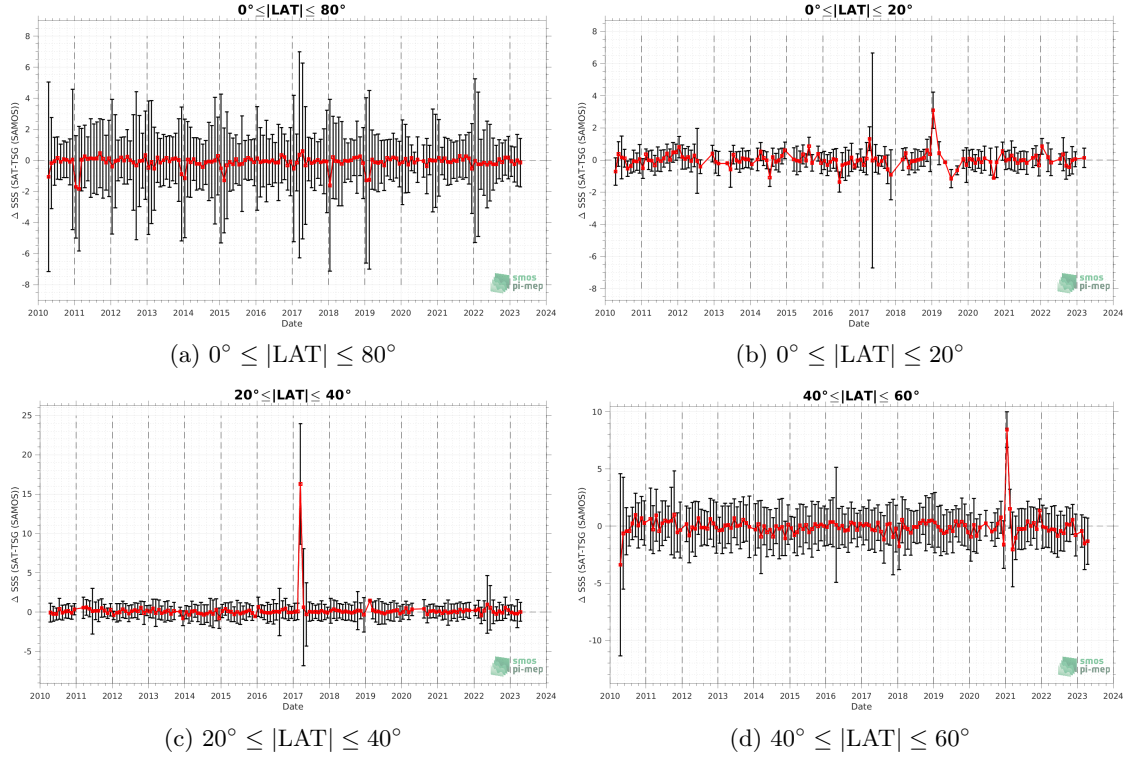 0°≤|LAT|≤ 80°
Δ SSS (SAT-TSG (SAMOS))
8
6
4
2
0
-2
-4
-6
-8
2010 2011 2012 2013 2014 2015 2016 2017 2018 2019 2020 2021 2022 2023 2024
Date
smos
pi-mep
(a) 0° ≤ |LAT| ≤ 80°
0°≤|LAT|≤ 20°
Δ SSS (SAT-TSG (SAMOS))
8
6
4
2
0
-2
-4
-6
-8
2010 2011 2012 2013 2014 2015 2016 2017 2018 2019 2020 2021 2022 2023 2024
Date
smos
pi-mep
(b) 0° ≤ |LAT| ≤ 20°
20°≤|LAT|≤ 40°
Δ SSS (SAT-TSG (SAMOS))
25
20
15
10
5
0
-5
2010 2011 2012 2013 2014 2015 2016 2017 2018 2019 2020 2021 2022 2023 2024
Date
smos
pi-mep
(c) 20° ≤ |LAT| ≤ 40°
40°≤|LAT|≤ 60°
Δ SSS (SAT-TSG (SAMOS))
10
5
0
-5
-10
2010 2011 2012 2013 2014 2015 2016 2017 2018 2019 2020 2021 2022 2023 2024
Date
smos
pi-mep
(d) 40° ≤ |LAT| ≤ 60°